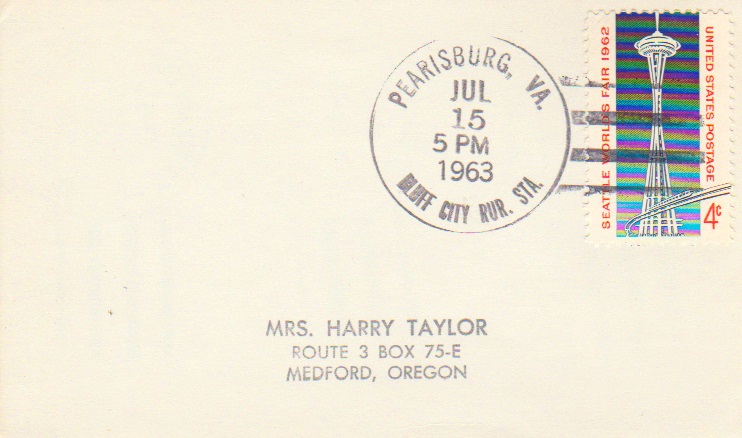 PEARISBURG, VA.
JUL
15
5 PM
1963
BLUFF CITY RUR. STA.
SEATTLE WORLD'S FAIR 1962
UNITED STATES POSTAGE
4¢
MRS. HARRY TAYLOR
ROUTE 3 BOX 75-E
MEDFORD, OREGON